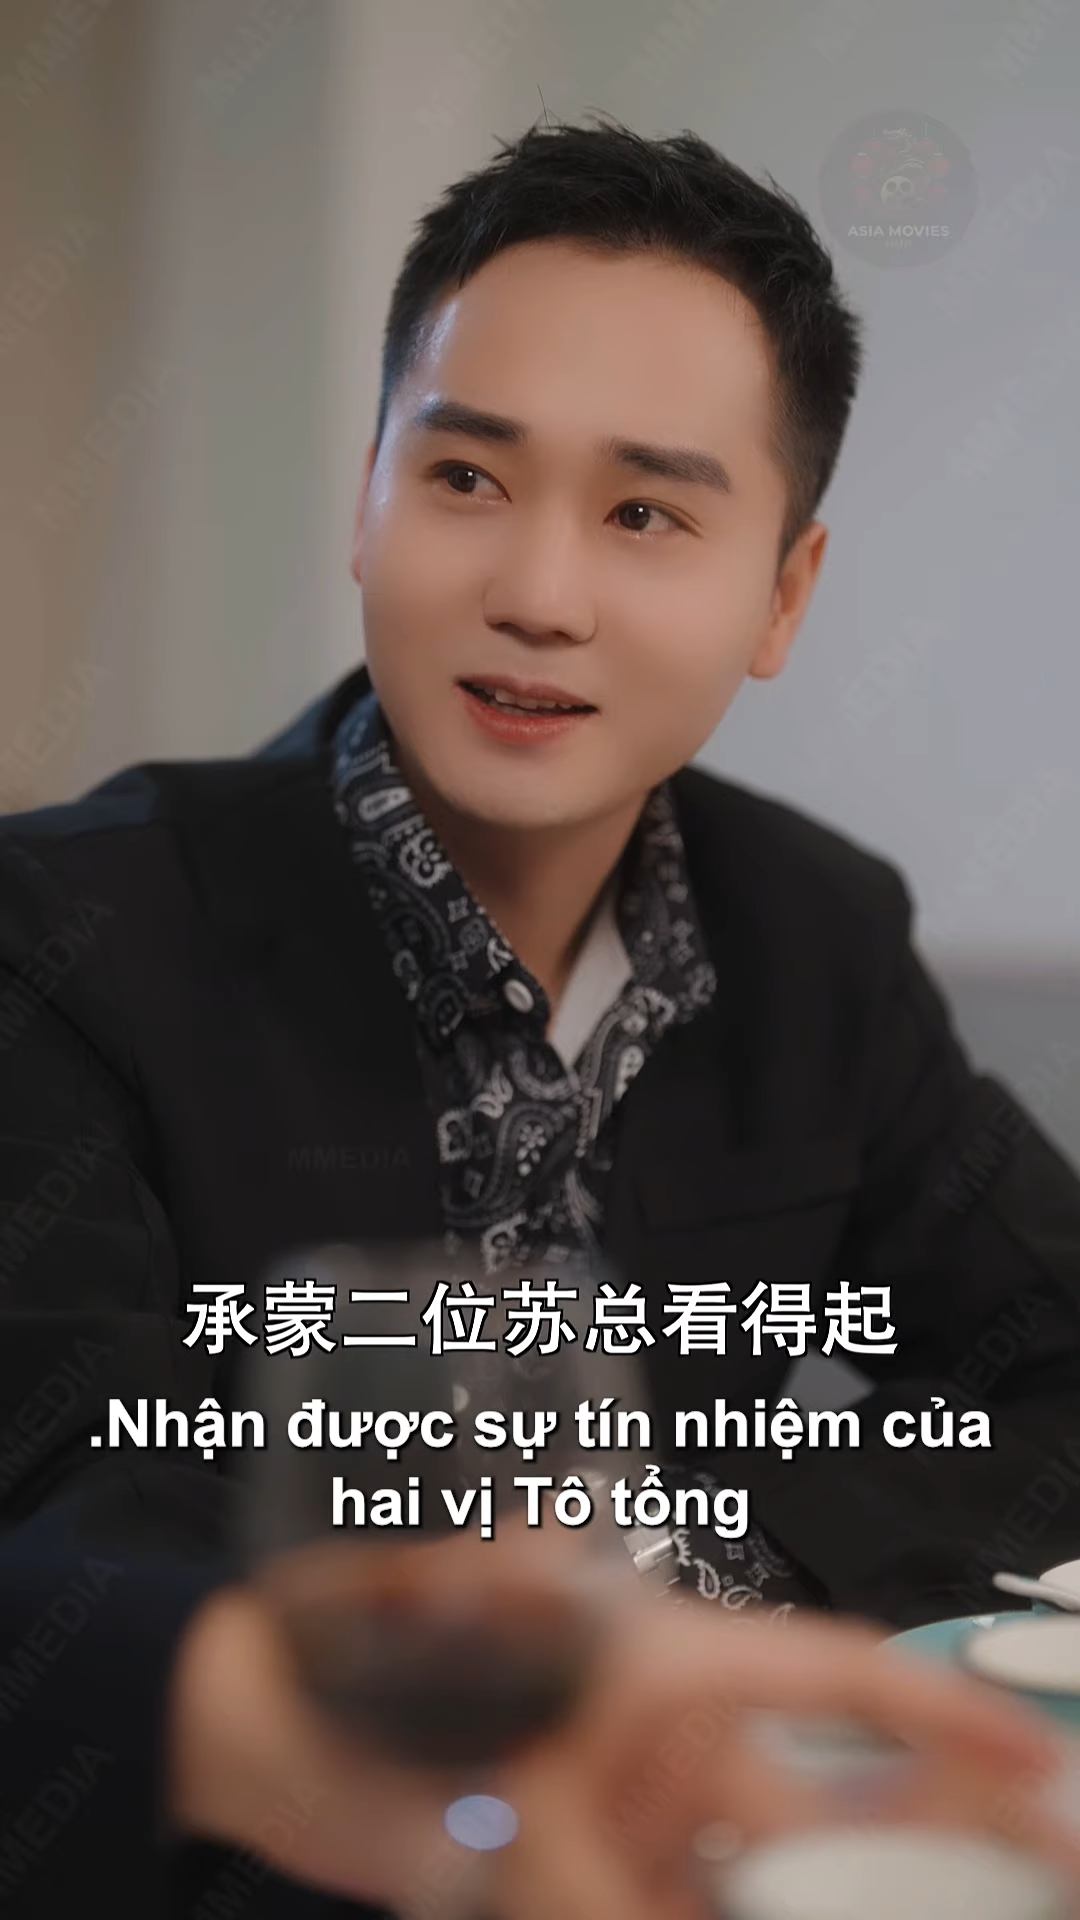 ASIA MOVIES
MMEDIA
承蒙二位苏总看得起
.Nhận được sự tín nhiệm của
hai vị Tô tổng